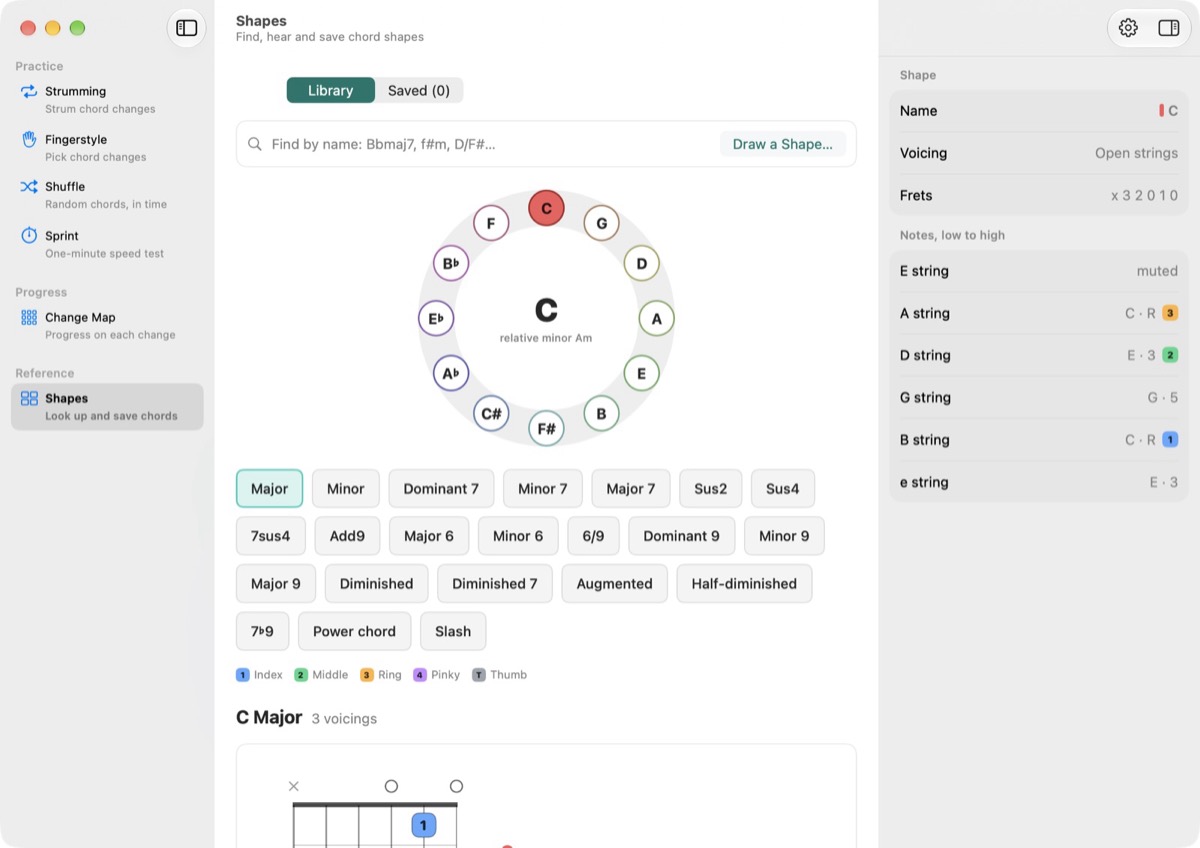 Shapes
Find, hear and save chord shapes
Practice
Strumming
Strum chord changes
Fingerstyle
Pick chord changes
Shuffle
Random chords, in time
Sprint
One-minute speed test
Progress
Change Map
Progress on each change
Reference
Shapes
Look up and save chords
Library
Saved (0)
Find by name: Bbmaj7, f#m, D/F#...
Draw a Shape...
C
G
D
A
E
B
F#
C#
A♭
E♭
B♭
F
C
relative minor Am
Major Minor Dominant 7 Minor 7 Major 7 Sus2 Sus4
7sus4 Add9 Major 6 Minor 6 6/9 Dominant 9 Minor 9
Major 9 Diminished Diminished 7 Augmented Half-diminished
7♭9 Power chord Slash
1 Index 2 Middle 3 Ring 4 Pinky T Thumb
C Major 3 voicings
1
Shape
Name C
Voicing Open strings
Frets x 3 2 0 1 0
Notes, low to high
E string muted
A string C · R 3
D string E · 3 2
G string G · 5
B string C · R 1
e string E · 3